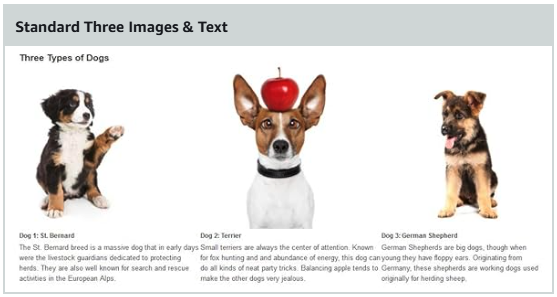 Standard Three Images & Text
Three Types of Dogs
Dog 1: St. Bernard
The St. Bernard breed is a massive dog that in early days
were the livestock guardians dedicated to protecting
herds. They are also well known for search and rescue
activities in the European Alps.
Dog 2: Terrier
Small terriers are always the center of attention. Known
for fox hunting and and abundance of energy, this dog can
do all kinds of neat party tricks. Balancing apple tends to
make the other dogs very jealous.
Dog 3: German Shepherd
German Shepherds are big dogs, though when
young they have floppy ears. Originating from
Germany, these shepherds are working dogs used
originally for herding sheep.